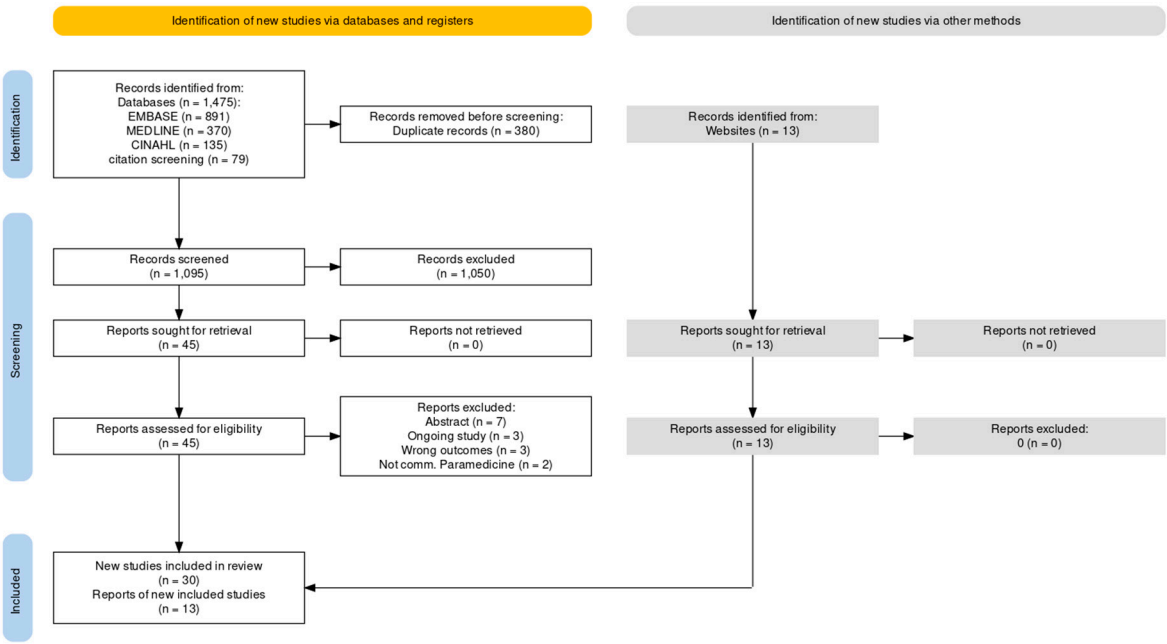 Identification of new studies via databases and registers
Identification of new studies via other methods
Identification
Records identified from:
Databases (n = 1,475):
EMBASE (n = 891)
MEDLINE (n = 370)
CINAHL (n = 135)
citation screening (n = 79)
Records removed before screening:
Duplicate records (n = 380)
Records identified from:
Websites (n = 13)
Screening
Records screened
(n = 1,095)
Records excluded
(n = 1,050)
Reports sought for retrieval
(n = 45)
Reports not retrieved
(n = 0)
Reports sought for retrieval
(n = 13)
Reports not retrieved
(n = 0)
Reports assessed for eligibility
(n = 45)
Reports excluded:
Abstract (n = 7)
Ongoing study (n = 3)
Wrong outcomes (n = 3)
Not comm. Paramedicine (n = 2)
Reports assessed for eligibility
(n = 13)
Reports excluded:
0 (n = 0)
Included
New studies included in review
(n = 30)
Reports of new included studies
(n = 13)